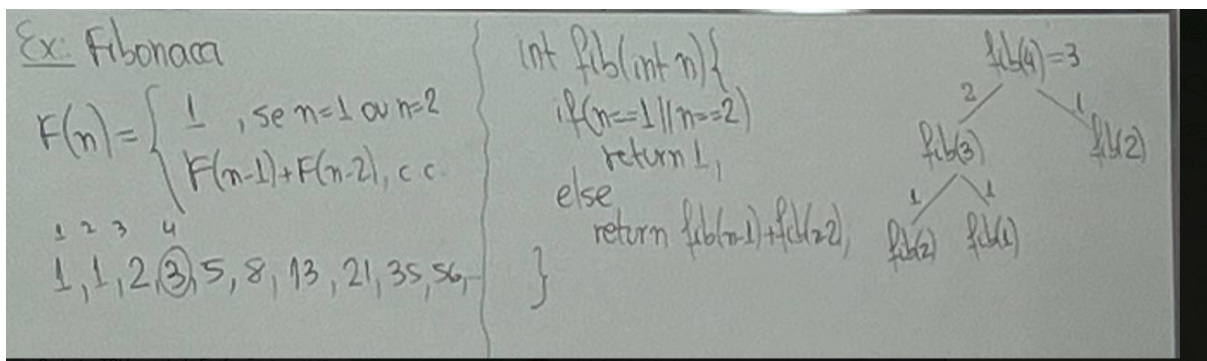 Ex: Fibonacci
F(n) = { 1 , se n=1 ou n=2
F(n-1)+F(n-2), c.c.
1 2 3 4
1, 1, 2, 3, 5, 8, 13, 21, 35, 56, -
int fib(int n){
if(n==1 || n==2)
return 1;
else
return fib(n-1)+fib(n-2);
}
fib(4)=3
2 1
fib(3) fib(2)
1 1
fib(2) fib(1)